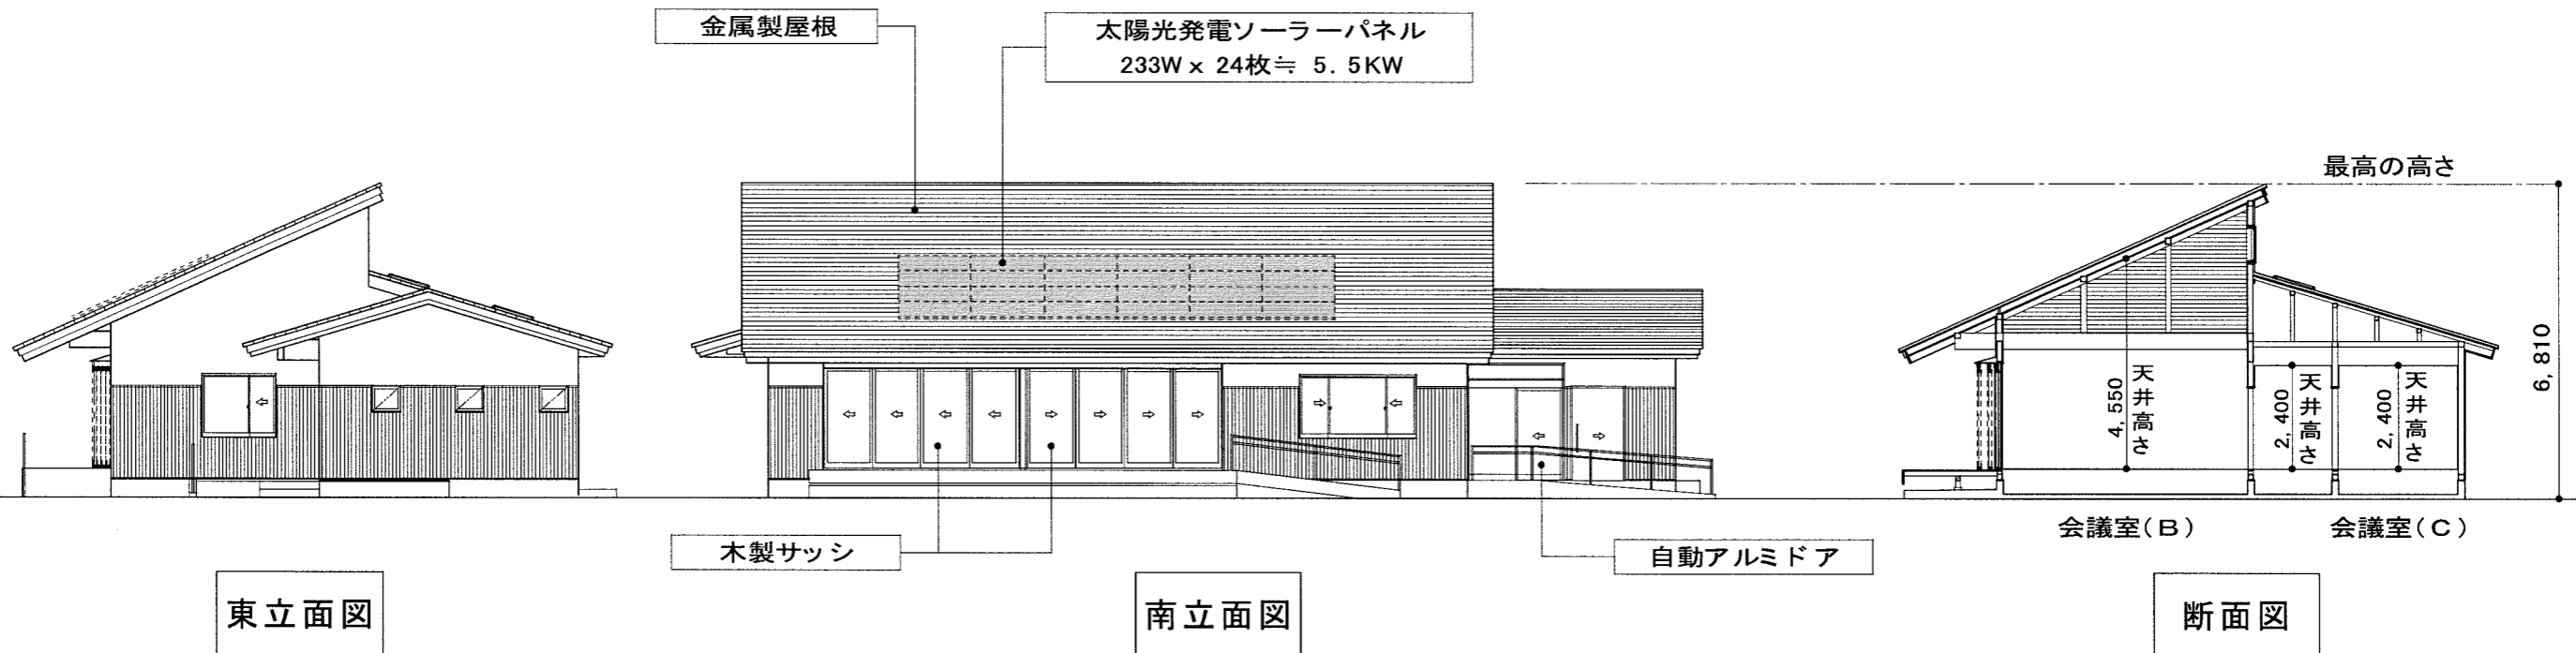 金属製屋根
太陽光発電ソーラーパネル
233W x 24枚≒ 5.5KW
最高の高さ
6,810
天井高さ
4,550
天井高さ
2,400
天井高さ
2,400
会議室(B)
会議室(C)
木製サッシ
自動アルミドア
東立面図
南立面図
断面図